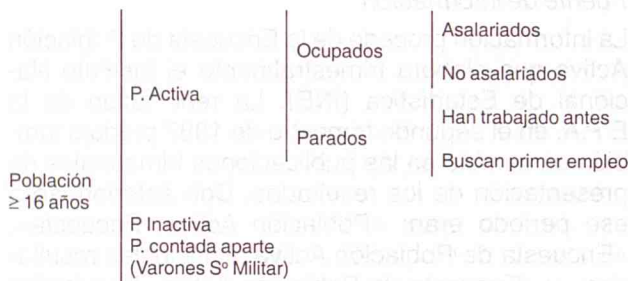 Asalariados
Ocupados
No asalariados
P. Activa
Han trabajado antes
Parados
Buscan primer empleo
Población
≥ 16 años
P Inactiva
P. contada aparte
(Varones Sº Militar)